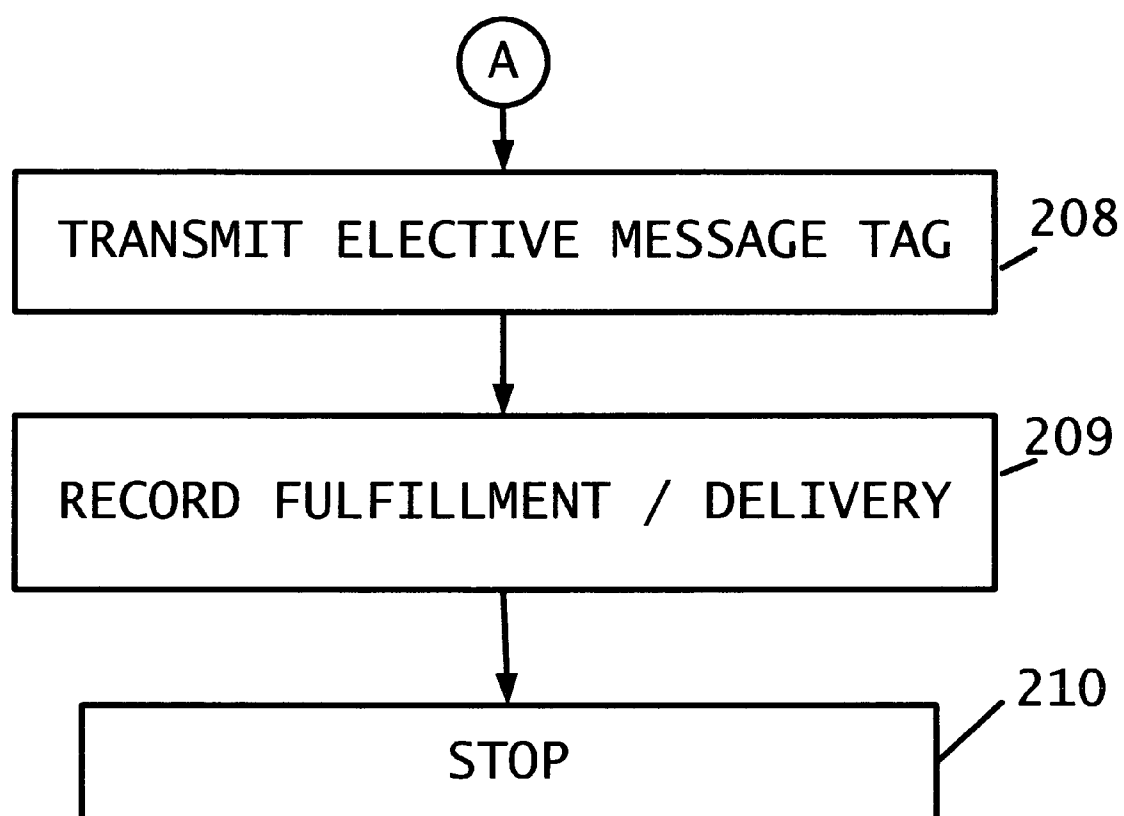 A
TRANSMIT ELECTIVE MESSAGE TAG
208
RECORD FULFILLMENT / DELIVERY
209
STOP
210